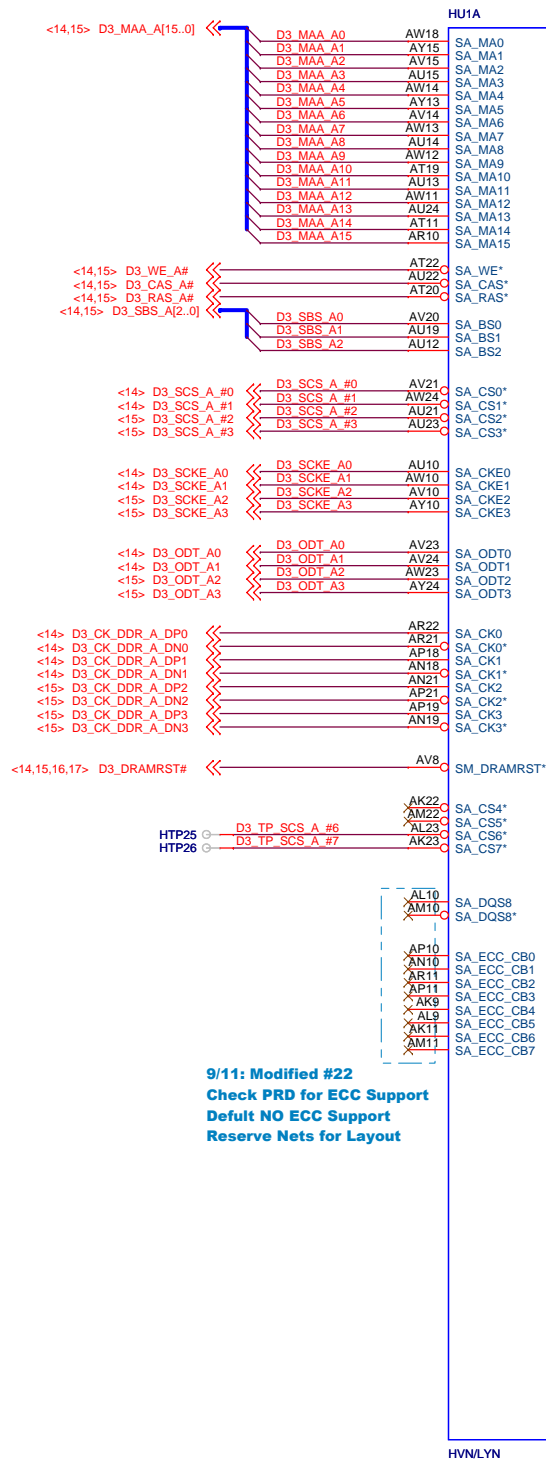 HU1A
<14,15> D3_MAA_A[15..0]
D3_MAA_A0 AW18 SA_MA0
D3_MAA_A1 AY15 SA_MA1
D3_MAA_A2 AV15 SA_MA2
D3_MAA_A3 AU15 SA_MA3
D3_MAA_A4 AW14 SA_MA4
D3_MAA_A5 AY13 SA_MA5
D3_MAA_A6 AV14 SA_MA6
D3_MAA_A7 AW13 SA_MA7
D3_MAA_A8 AU14 SA_MA8
D3_MAA_A9 AW12 SA_MA9
D3_MAA_A10 AT19 SA_MA10
D3_MAA_A11 AU13 SA_MA11
D3_MAA_A12 AW11 SA_MA12
D3_MAA_A13 AU24 SA_MA13
D3_MAA_A14 AT11 SA_MA14
D3_MAA_A15 AR10 SA_MA15
<14,15> D3_WE_A# AT22 SA_WE*
<14,15> D3_CAS_A# AU22 SA_CAS*
<14,15> D3_RAS_A# AT20 SA_RAS*
<14,15> D3_SBS_A[2..0]
D3_SBS_A0 AV20 SA_BS0
D3_SBS_A1 AU19 SA_BS1
D3_SBS_A2 AU12 SA_BS2
<14> D3_SCS_A_#0 D3_SCS_A_#0 AV21 SA_CS0*
<14> D3_SCS_A_#1 D3_SCS_A_#1 AW24 SA_CS1*
<15> D3_SCS_A_#2 D3_SCS_A_#2 AU21 SA_CS2*
<15> D3_SCS_A_#3 D3_SCS_A_#3 AU23 SA_CS3*
<14> D3_SCKE_A0 D3_SCKE_A0 AU10 SA_CKE0
<14> D3_SCKE_A1 D3_SCKE_A1 AW10 SA_CKE1
<15> D3_SCKE_A2 D3_SCKE_A2 AV10 SA_CKE2
<15> D3_SCKE_A3 D3_SCKE_A3 AY10 SA_CKE3
<14> D3_ODT_A0 D3_ODT_A0 AV23 SA_ODT0
<14> D3_ODT_A1 D3_ODT_A1 AV24 SA_ODT1
<15> D3_ODT_A2 D3_ODT_A2 AW23 SA_ODT2
<15> D3_ODT_A3 D3_ODT_A3 AY24 SA_ODT3
<14> D3_CK_DDR_A_DP0 AR22 SA_CK0
<14> D3_CK_DDR_A_DN0 AR21 SA_CK0*
<14> D3_CK_DDR_A_DP1 AP18 SA_CK1
<14> D3_CK_DDR_A_DN1 AN18 SA_CK1*
<15> D3_CK_DDR_A_DP2 AN21 SA_CK2
<15> D3_CK_DDR_A_DN2 AP21 SA_CK2*
<15> D3_CK_DDR_A_DP3 AP19 SA_CK3
<15> D3_CK_DDR_A_DN3 AN19 SA_CK3*
<14,15,16,17> D3_DRAMRST# AV8 SM_DRAMRST*
AK22 SA_CS4*
AM22 SA_CS5*
HTP25 D3_TP_SCS_A_#6 AL23 SA_CS6*
HTP26 D3_TP_SCS_A_#7 AK23 SA_CS7*
AL10 SA_DQS8
AM10 SA_DQS8*
AP10 SA_ECC_CB0
AN10 SA_ECC_CB1
AR11 SA_ECC_CB2
AP11 SA_ECC_CB3
AK9 SA_ECC_CB4
AL9 SA_ECC_CB5
AK11 SA_ECC_CB6
AM11 SA_ECC_CB7
9/11: Modified #22
Check PRD for ECC Support
Defult NO ECC Support
Reserve Nets for Layout
HVN/LYN